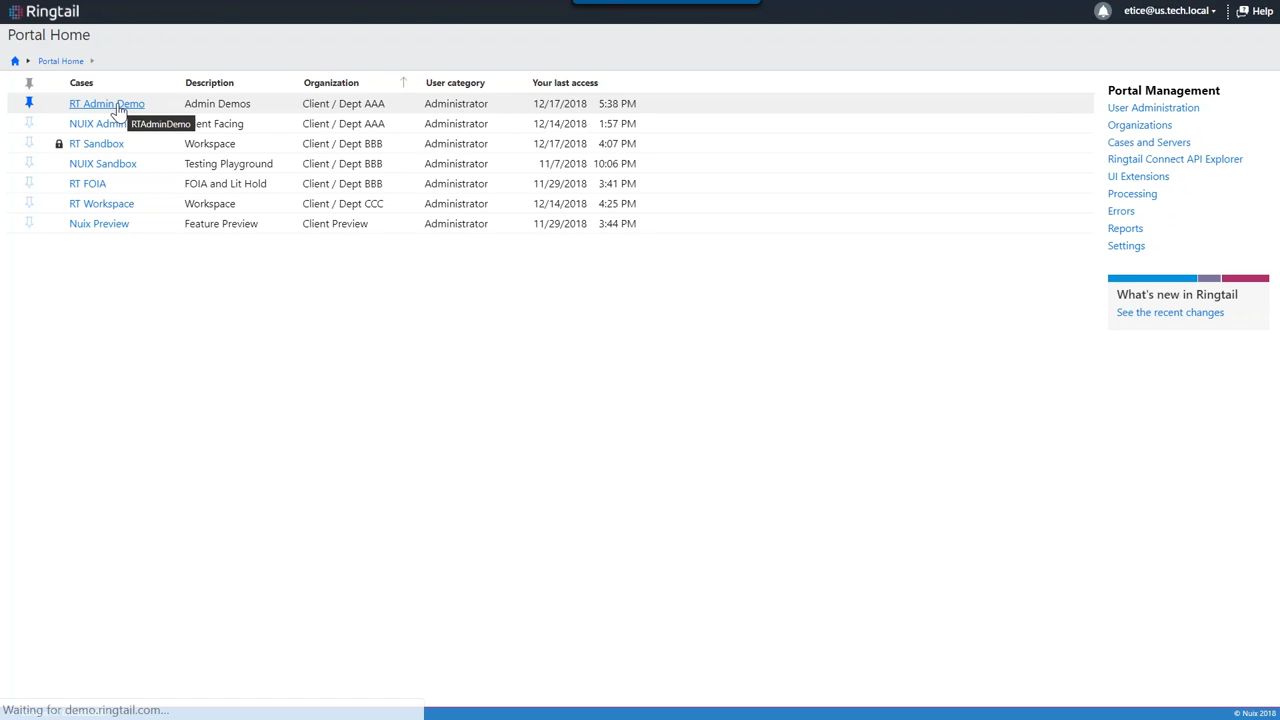 Ringtail
etice@us.tech.local
Help
Portal Home
Portal Home
Cases Description Organization User category Your last access
RT Admin Demo Admin Demos Client / Dept AAA Administrator 12/17/2018 5:38 PM
NUIX Admin ent Facing Client / Dept AAA Administrator 12/14/2018 1:57 PM
RTAdminDemo
RT Sandbox Workspace Client / Dept BBB Administrator 12/17/2018 4:07 PM
NUIX Sandbox Testing Playground Client / Dept BBB Administrator 11/7/2018 10:06 PM
RT FOIA FOIA and Lit Hold Client / Dept BBB Administrator 11/29/2018 3:41 PM
RT Workspace Workspace Client / Dept CCC Administrator 12/14/2018 4:25 PM
Nuix Preview Feature Preview Client Preview Administrator 11/29/2018 3:44 PM
Portal Management
User Administration
Organizations
Cases and Servers
Ringtail Connect API Explorer
UI Extensions
Processing
Errors
Reports
Settings
What's new in Ringtail
See the recent changes
Waiting for demo.ringtail.com...
© Nuix 2018